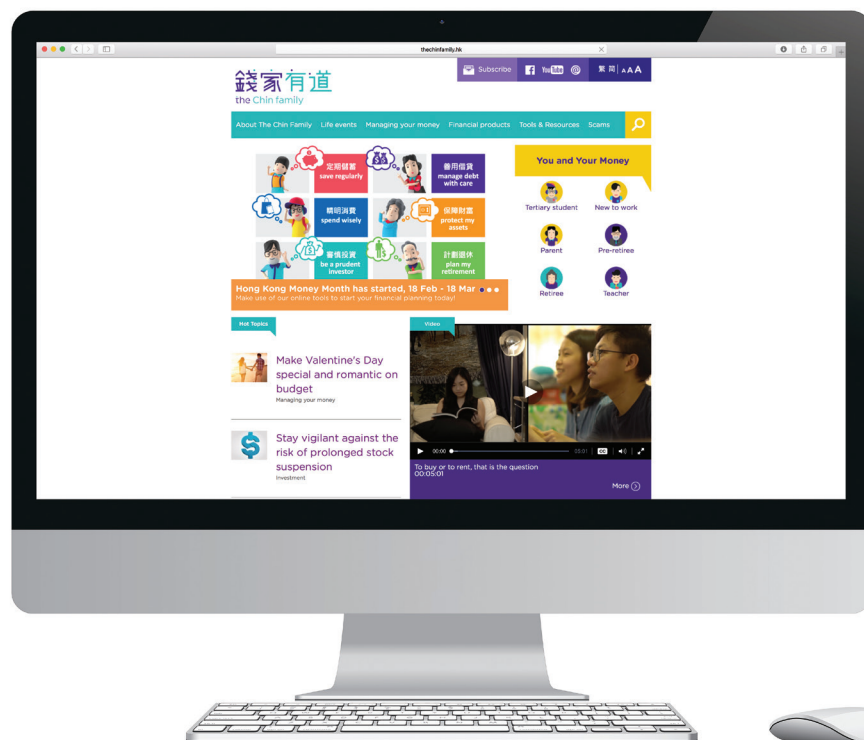 thechinfamily.hk
錢家有道
the Chin family
Subscribe
YouTube
繁 简 A A A
About The Chin Family Life events Managing your money Financial products Tools & Resources Scams
定期儲蓄
save regularly
善用借貸
manage debt
with care
精明消費
spend wisely
保障財富
protect my
assets
審慎投資
be a prudent
investor
計劃退休
plan my
retirement
Hong Kong Money Month has started, 18 Feb - 18 Mar
Make use of our online tools to start your financial planning today!
You and Your Money
Tertiary student New to work
Parent Pre-retiree
Retiree Teacher
Hot Topics
Make Valentine's Day
special and romantic on
budget
Managing your money
Stay vigilant against the
risk of prolonged stock
suspension
Investment
Video
00:00 05:01 CC
To buy or to rent, that is the question
00:05:01
More